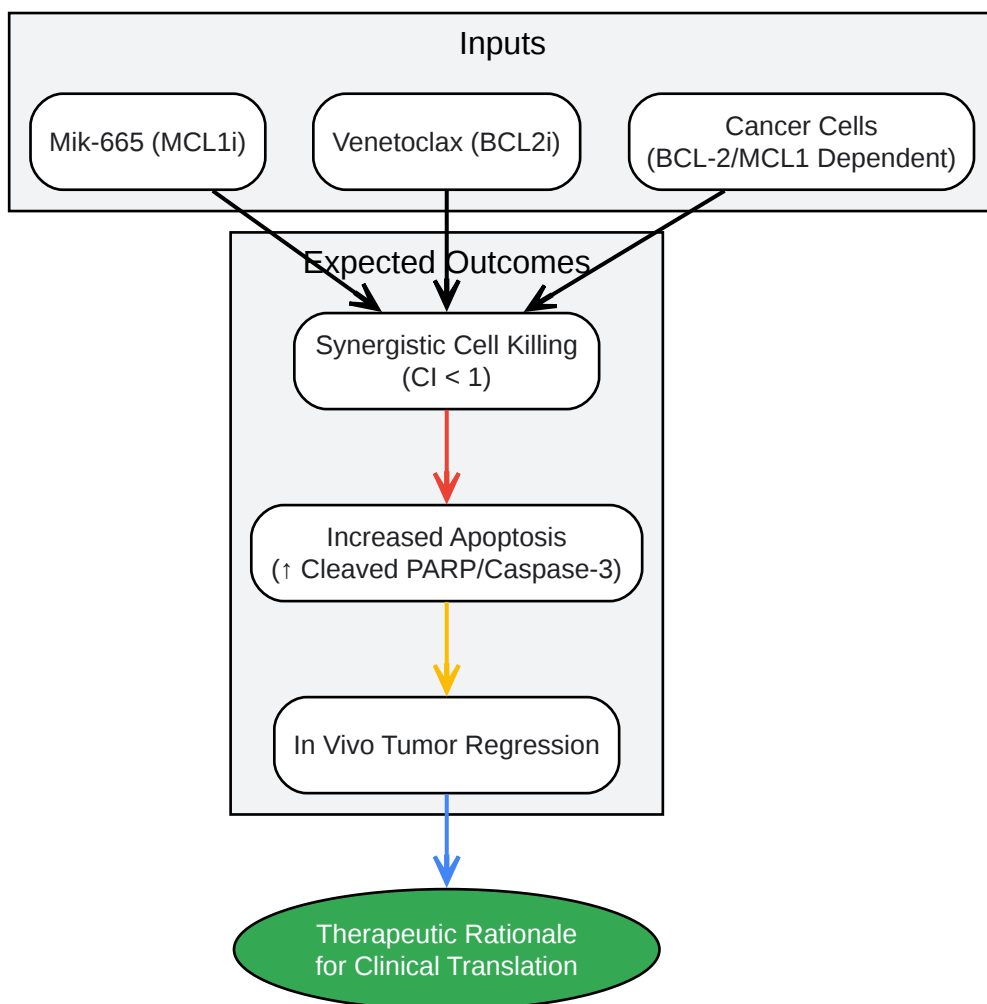 Inputs
Mik-665 (MCL1i)
Venetoclax (BCL2i)
Cancer Cells
(BCL-2/MCL1 Dependent)
Expected Outcomes
Synergistic Cell Killing
(CI < 1)
Increased Apoptosis
(↑ Cleaved PARP/Caspase-3)
In Vivo Tumor Regression
Therapeutic Rationale
for Clinical Translation